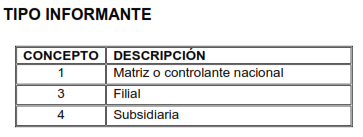 TIPO INFORMANTE
CONCEPTO DESCRIPCIÓN
1 Matriz o controlante nacional
3 Filial
4 Subsidiaria